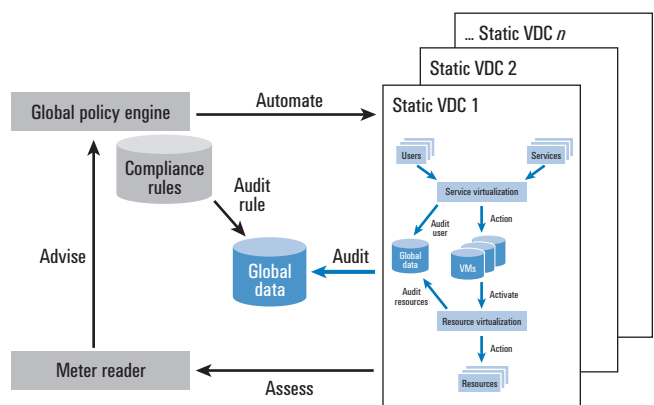 ... Static VDC n
Static VDC 2
Static VDC 1
Global policy engine
Automate
Compliance
rules
Audit
rule
Global
data
Audit
Advise
Meter reader
Assess
Users
Services
Service virtualization
Audit
user
Action
Global
data
VMs
Audit
resources
Activate
Resource virtualization
Action
Resources